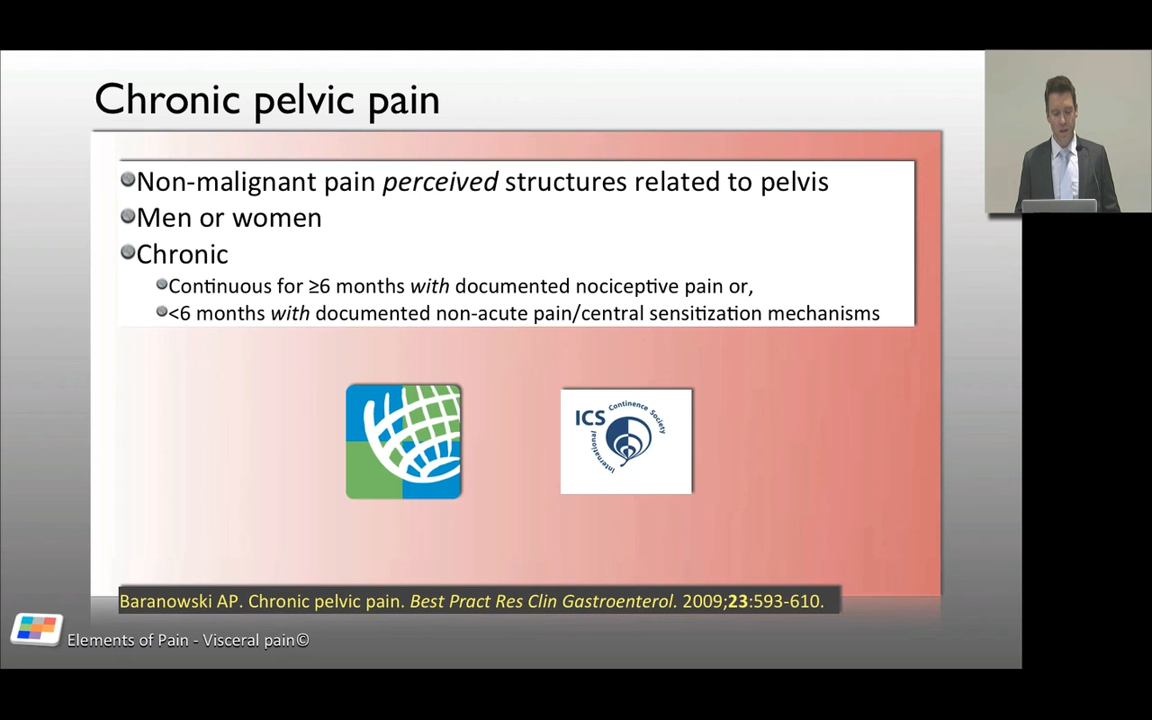 Chronic pelvic pain
Non-malignant pain perceived structures related to pelvis
Men or women
Chronic
Continuous for ≥6 months with documented nociceptive pain or,
<6 months with documented non-acute pain/central sensitization mechanisms
ICS
International Continence Society
Baranowski AP. Chronic pelvic pain. Best Pract Res Clin Gastroenterol. 2009;23:593-610.
Elements of Pain - Visceral pain©